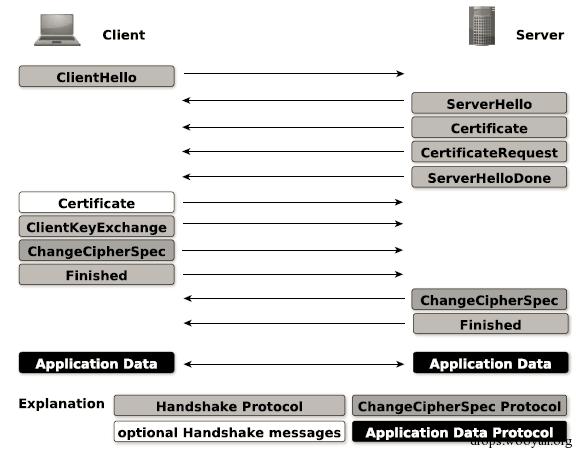 Client
Server
ClientHello
ServerHello
Certificate
CertificateRequest
ServerHelloDone
Certificate
ClientKeyExchange
ChangeCipherSpec
Finished
ChangeCipherSpec
Finished
Application Data
Application Data
Explanation
Handshake Protocol
ChangeCipherSpec Protocol
optional Handshake messages
Application Data Protocol
drops.wooyun.org